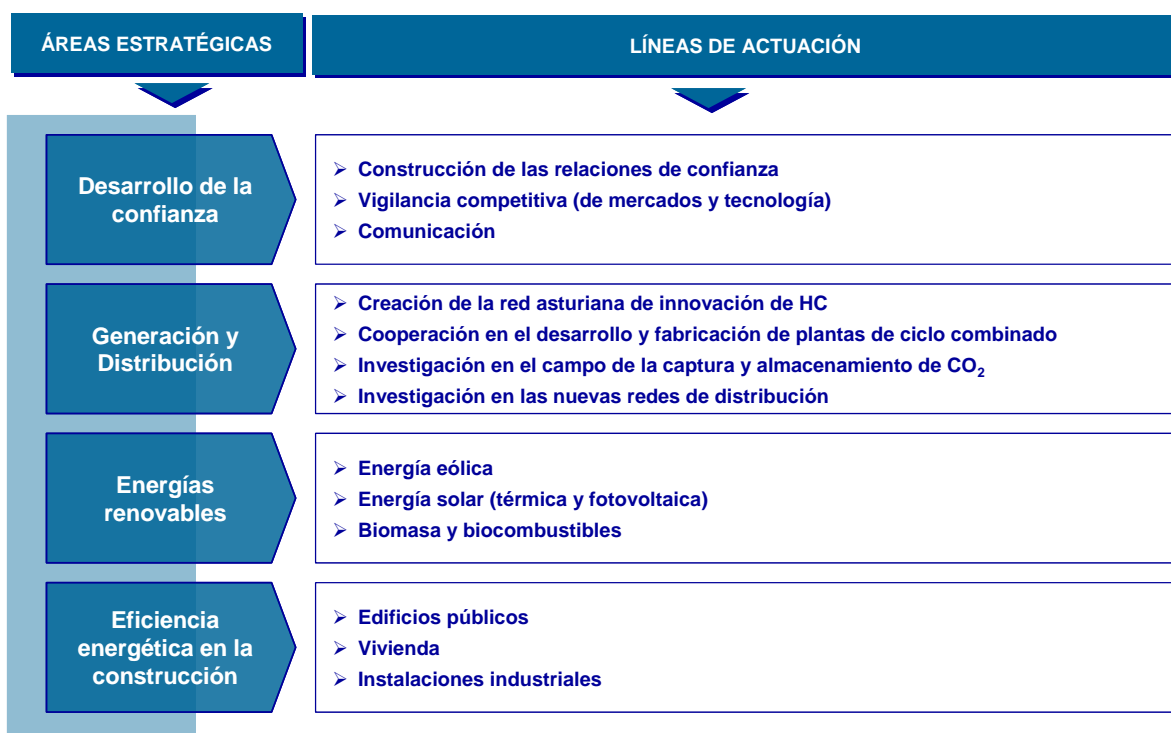 ÁREAS ESTRATÉGICAS
LÍNEAS DE ACTUACIÓN
Desarrollo de la
confianza
➢ Construcción de las relaciones de confianza
➢ Vigilancia competitiva (de mercados y tecnología)
➢ Comunicación
Generación y
Distribución
➢ Creación de la red asturiana de innovación de HC
➢ Cooperación en el desarrollo y fabricación de plantas de ciclo combinado
➢ Investigación en el campo de la captura y almacenamiento de CO₂
➢ Investigación en las nuevas redes de distribución
Energías
renovables
➢ Energía eólica
➢ Energía solar (térmica y fotovoltaica)
➢ Biomasa y biocombustibles
Eficiencia
energética en la
construcción
➢ Edificios públicos
➢ Vivienda
➢ Instalaciones industriales